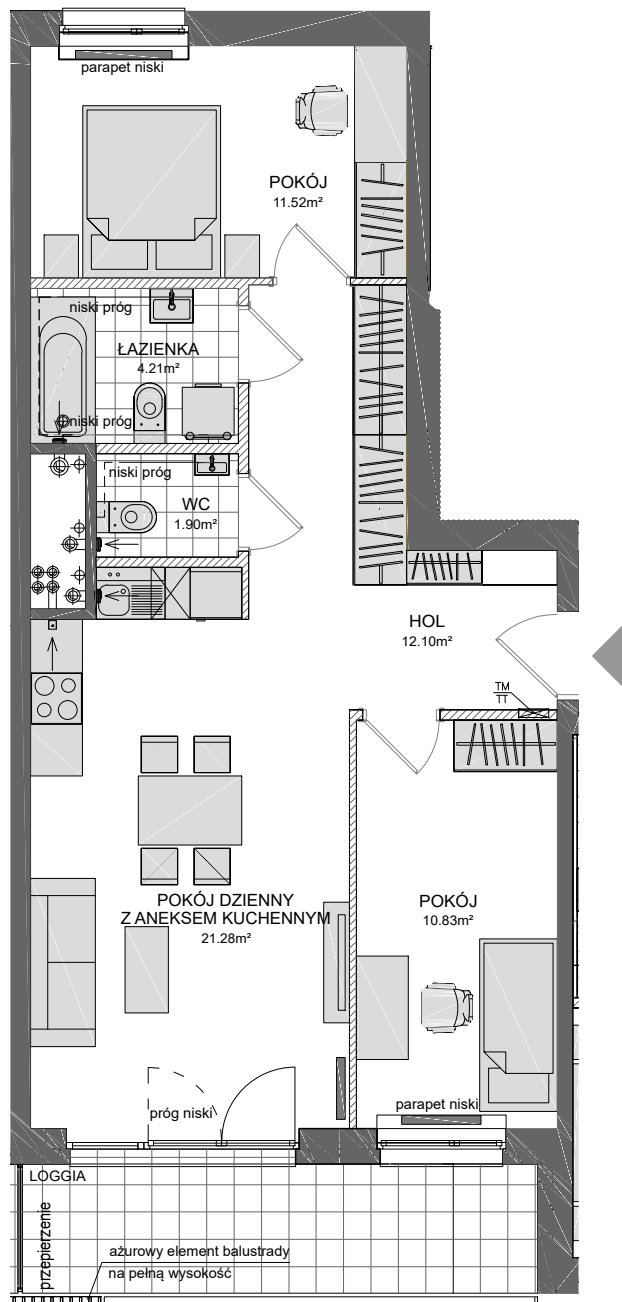 parapet niski
POKÓJ
11.52m²
niski próg
ŁAZIENKA
4.21m²
niski próg
niski próg
WC
1.90m²
HOL
12.10m²
TM
TT
POKÓJ DZIENNY
Z ANEKSEM KUCHENNYM
21.28m²
POKÓJ
10.83m²
próg niski
parapet niski
LOGGIA
przepierzenie
ażurowy element balustrady
na pełną wysokość